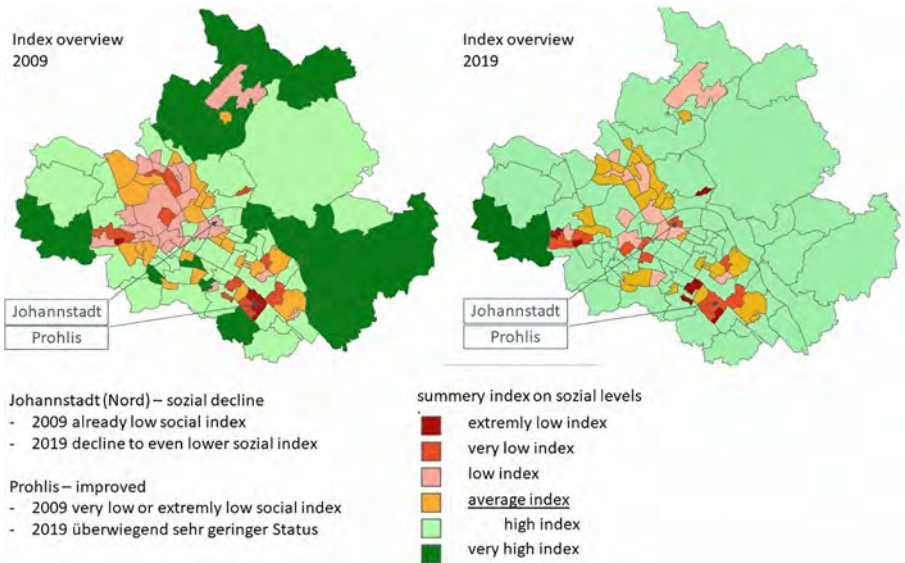 Index overview
2009
Index overview
2019
Johannstadt
Prohlis
Johannstadt
Prohlis
Johannstadt (Nord) – sozial decline
- 2009 already low social index
- 2019 decline to even lower sozial index
Prohlis – improved
- 2009 very low or extremely low social index
- 2019 überwiegend sehr geringer Status
summery index on sozial levels
extremely low index
very low index
low index
average index
high index
very high index